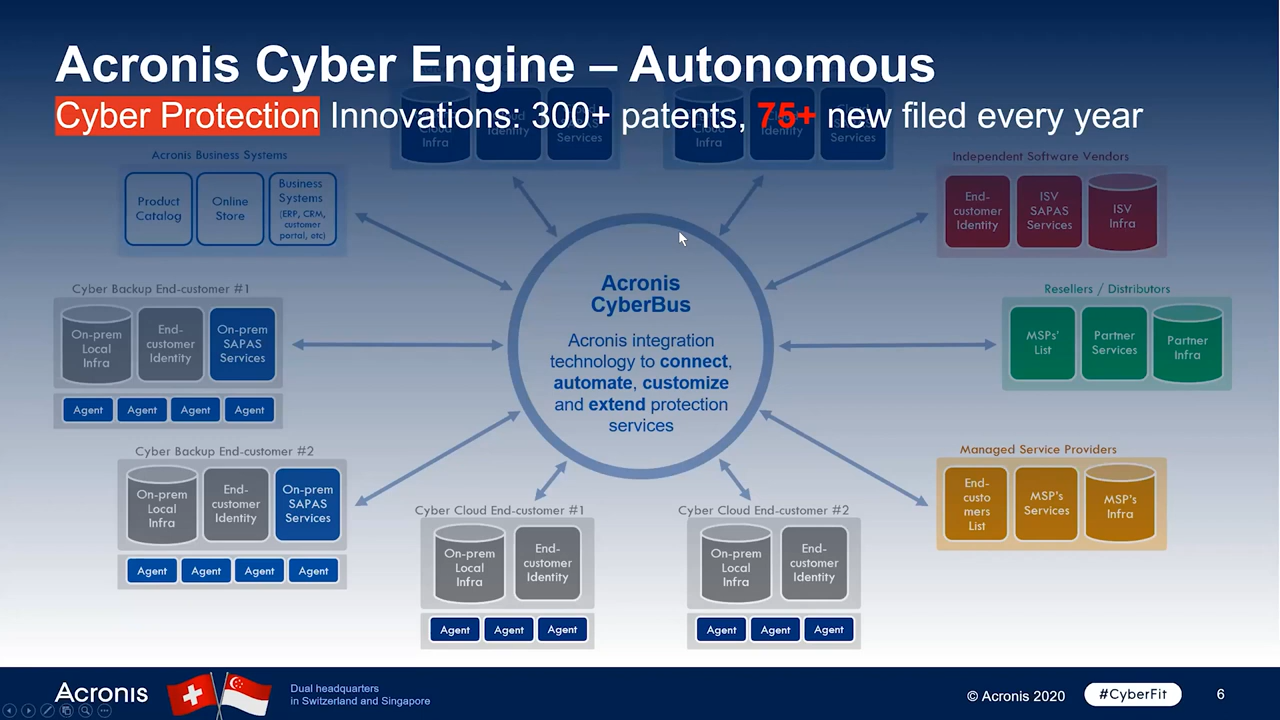 Acronis Cyber Engine – Autonomous
Cyber Protection Innovations: 300+ patents, 75+ new filed every year
Cloud
Infra
Cloud
Identity
Services
Cloud
Infra
Cloud
Identity
Cloud
Services
Acronis Business Systems
Product
Catalog
Online
Store
Business
Systems
(ERP, CRM,
customer
portal, etc)
Independent Software Vendors
End-
customer
Identity
ISV
SAPAS
Services
ISV
Infra
Cyber Backup End-customer #1
On-prem
Local
Infra
End-
customer
Identity
On-prem
SAPAS
Services
Agent
Agent
Agent
Agent
Acronis
CyberBus
Acronis integration
technology to connect,
automate, customize
and extend protection
services
Resellers / Distributors
MSPs'
List
Partner
Services
Partner
Infra
Cyber Backup End-customer #2
On-prem
Local
Infra
End-
customer
Identity
On-prem
SAPAS
Services
Agent
Agent
Agent
Agent
Managed Service Providers
End-
custo
mers
List
MSP's
Services
MSP's
Infra
Cyber Cloud End-customer #1
On-prem
Local
Infra
End-
customer
Identity
Agent
Agent
Agent
Cyber Cloud End-customer #2
On-prem
Local
Infra
End-
customer
Identity
Agent
Agent
Agent
Acronis
Dual headquarters
in Switzerland and Singapore
© Acronis 2020
#CyberFit
6